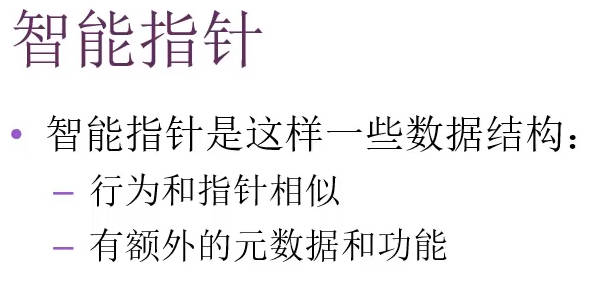 智能指针
• 智能指针是这样一些数据结构：
– 行为和指针相似
– 有额外的元数据和功能